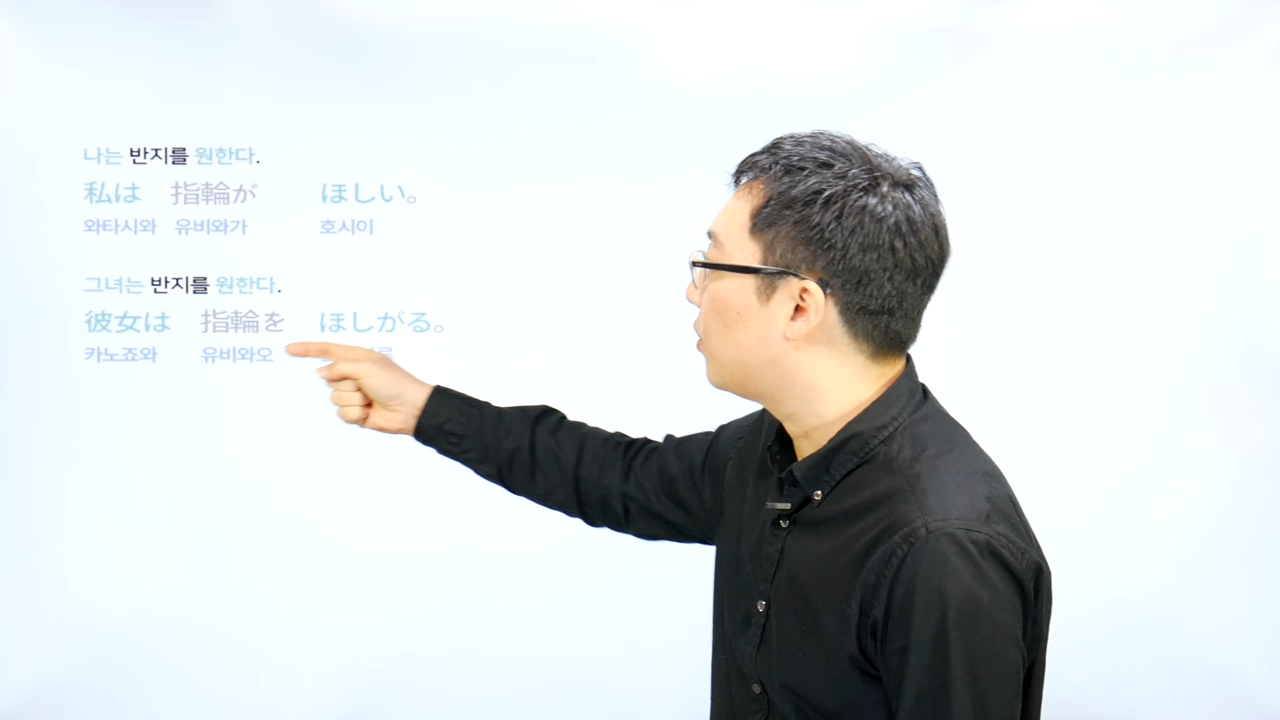 나는 반지를 원한다.
私は 指輪が ほしい。
와타시와 유비와가 호시이
그녀는 반지를 원한다.
彼女は 指輪を ほしがる。
카노죠와 유비와오